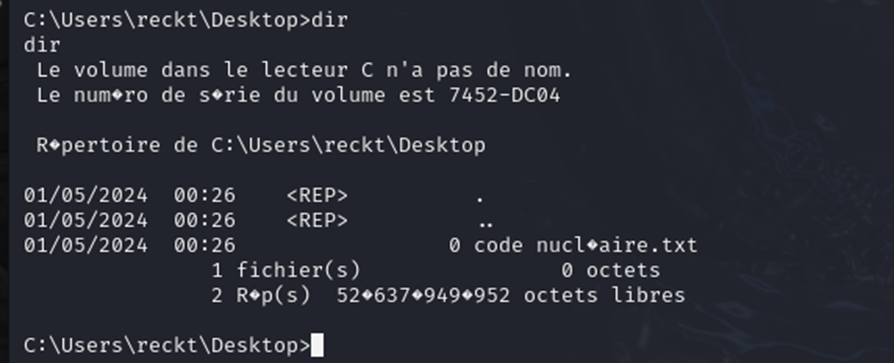 C:\Users\reckt\Desktop>dir
dir
 Le volume dans le lecteur C n'a pas de nom.
 Le num�ro de s�rie du volume est 7452-DC04

 R�pertoire de C:\Users\reckt\Desktop

01/05/2024  00:26    <REP>          .
01/05/2024  00:26    <REP>          ..
01/05/2024  00:26                 0 code nucl�aire.txt
               1 fichier(s)                0 octets
               2 R�p(s)  52�637�949�952 octets libres

C:\Users\reckt\Desktop>